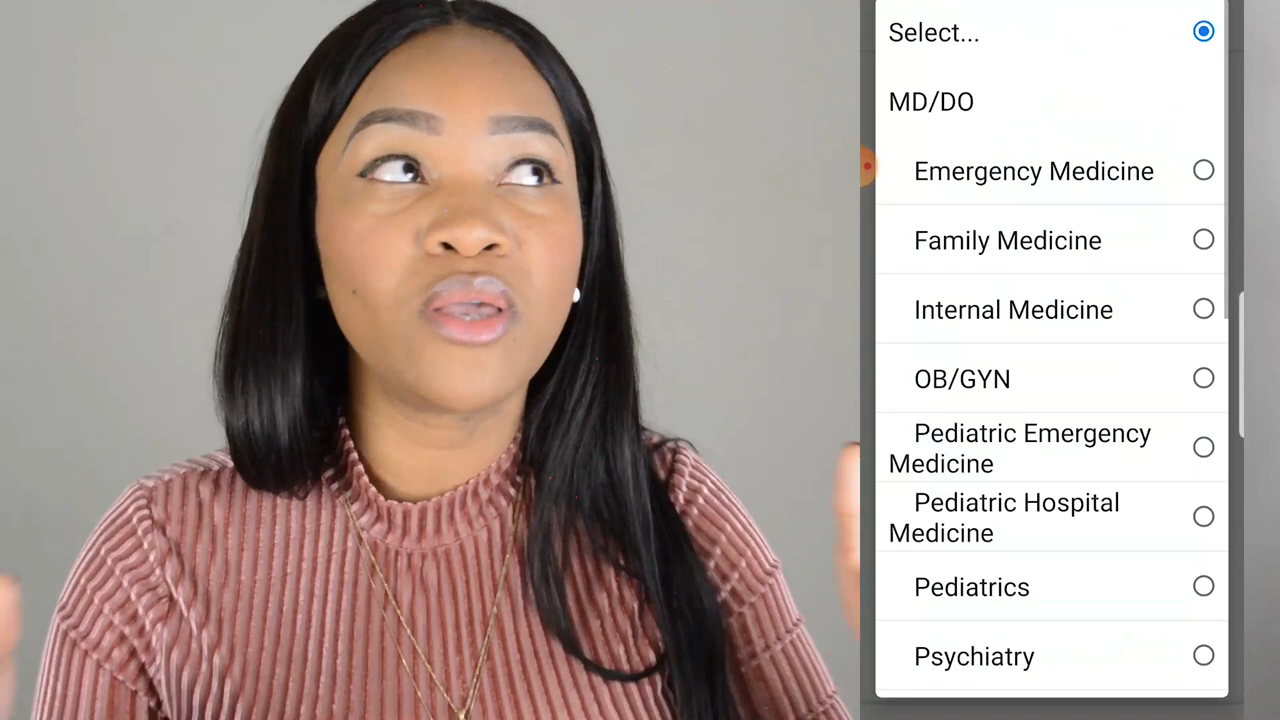 Select...
MD/DO
Emergency Medicine
Family Medicine
Internal Medicine
OB/GYN
Pediatric Emergency
Medicine
Pediatric Hospital
Medicine
Pediatrics
Psychiatry